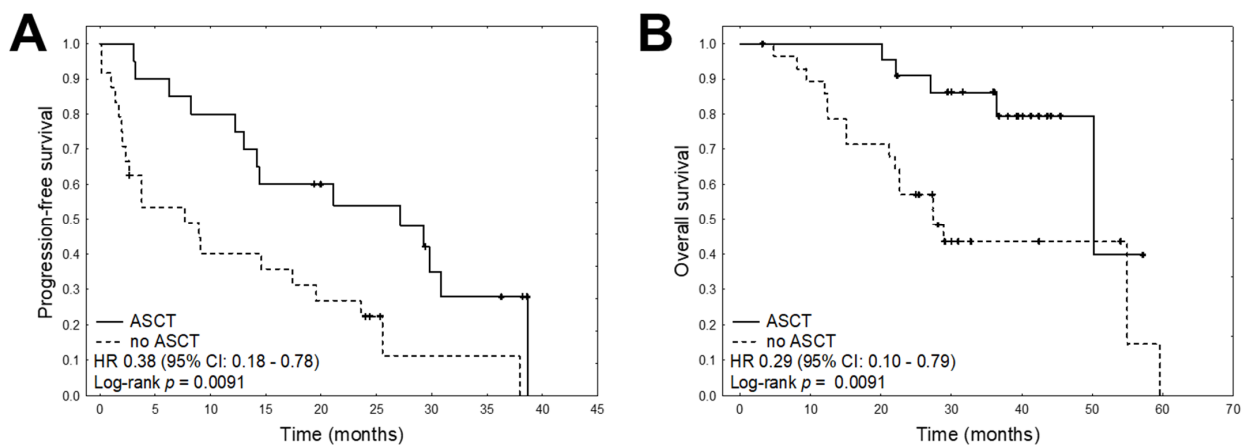 A
Progression-free survival
1.0
0.9
0.8
0.7
0.6
0.5
0.4
0.3
0.2
0.1
0.0
ASCT
no ASCT
HR 0.38 (95% CI: 0.18 - 0.78)
Log-rank p = 0.0091
0 5 10 15 20 25 30 35 40 45
Time (months)
B
Overall survival
1.0
0.9
0.8
0.7
0.6
0.5
0.4
0.3
0.2
0.1
0.0
ASCT
no ASCT
HR 0.29 (95% CI: 0.10 - 0.79)
Log-rank p = 0.0091
0 10 20 30 40 50 60 70
Time (months)